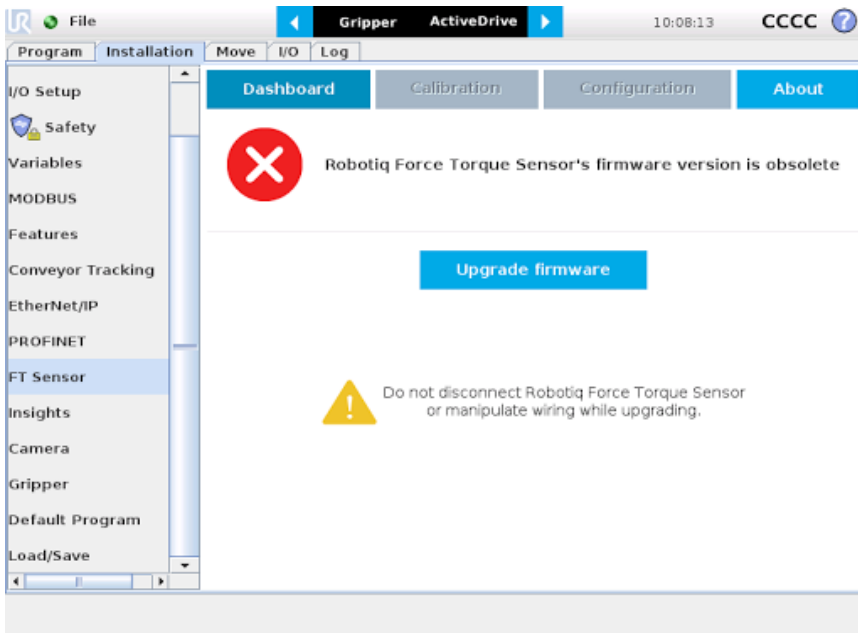 UR File Gripper ActiveDrive 10:08:13 CCCC ?
Program Installation Move I/O Log
Dashboard Calibration Configuration About
I/O Setup
Safety
Variables
MODBUS
Features
Conveyor Tracking
EtherNet/IP
PROFINET
FT Sensor
Insights
Camera
Gripper
Default Program
Load/Save
Robotiq Force Torque Sensor's firmware version is obsolete
Upgrade firmware
!
Do not disconnect Robotiq Force Torque Sensor
or manipulate wiring while upgrading.